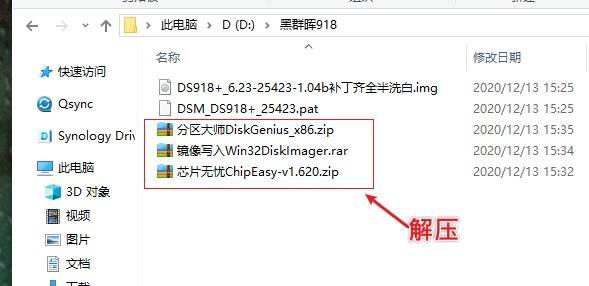 此电脑 > D (D:) > 黑群晖918
快速访问
Qsync
Synology Driv
此电脑
3D 对象
视频
图片
文档
名称 修改日期
DS918+_6.23-25423-1.04b补丁齐全半洗白.img 2020/12/13 15:25
DSM_DS918+_25423.pat 2020/12/13 15:25
分区大师DiskGenius_x86.zip 2020/12/13 15:35
镜像写入Win32DiskImager.rar 2020/12/13 15:34
芯片无忧ChipEasy-v1.620.zip 2020/12/13 15:32
解压